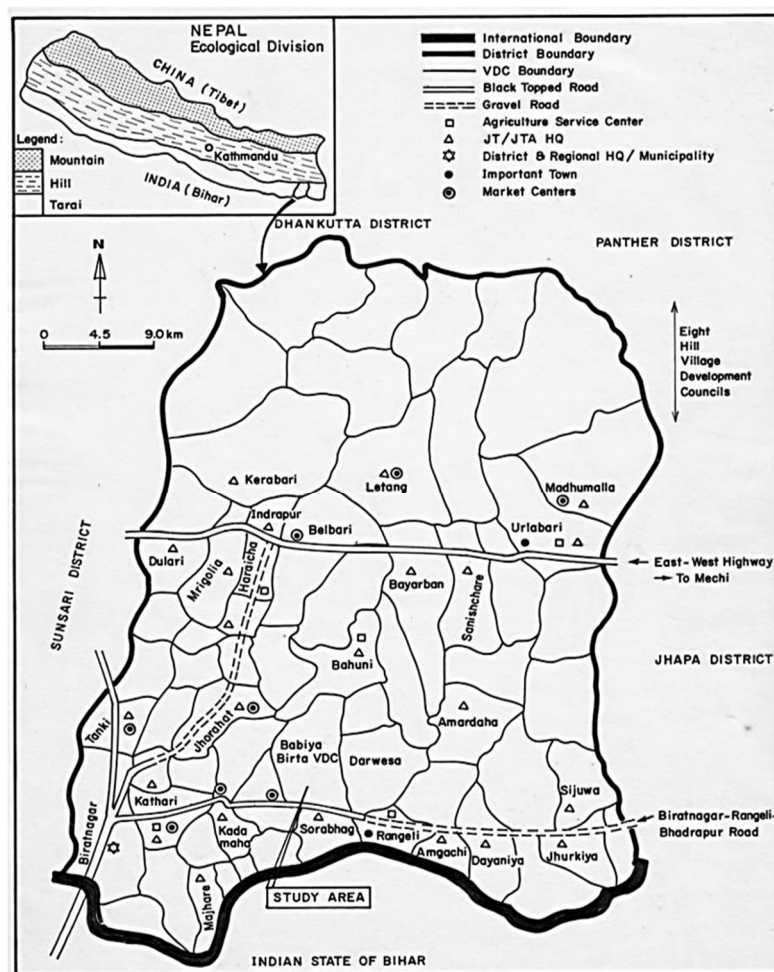 NEPAL
Ecological Division
CHINA (Tibet)
Kathmandu
INDIA (Bihar)
Legend:
Mountain
Hill
Tarai
International Boundary
District Boundary
VDC Boundary
Black Topped Road
Gravel Road
Agriculture Service Center
JT/JTA HQ
District & Regional HQ/Municipality
Important Town
Market Centers
DHANKUTTA DISTRICT
PANTHER DISTRICT
N
0 4.5 9.0 km
Eight
Hill
Village
Development
Councils
Kerabari
Letang
Madhumalla
Indrapur
Belbari
Urlabari
SUNSARI DISTRICT
Dulari
Mrigolia
Haraicha
Bayarban
Sanishchare
East-West Highway
To Mechi
Bahuni
JHAPA DISTRICT
Tanki
Jhorahat
Amardaha
Babiya
Birta VDC
Darwesa
Sijuwa
Kathari
Biratnagar
Kada
maha
Sorabhag
Rangeli
Amgachi
Dayaniya
Jhurkiya
Biratnagar-Rangeli-
Bhadrapur Road
Majhare
STUDY AREA
INDIAN STATE OF BIHAR